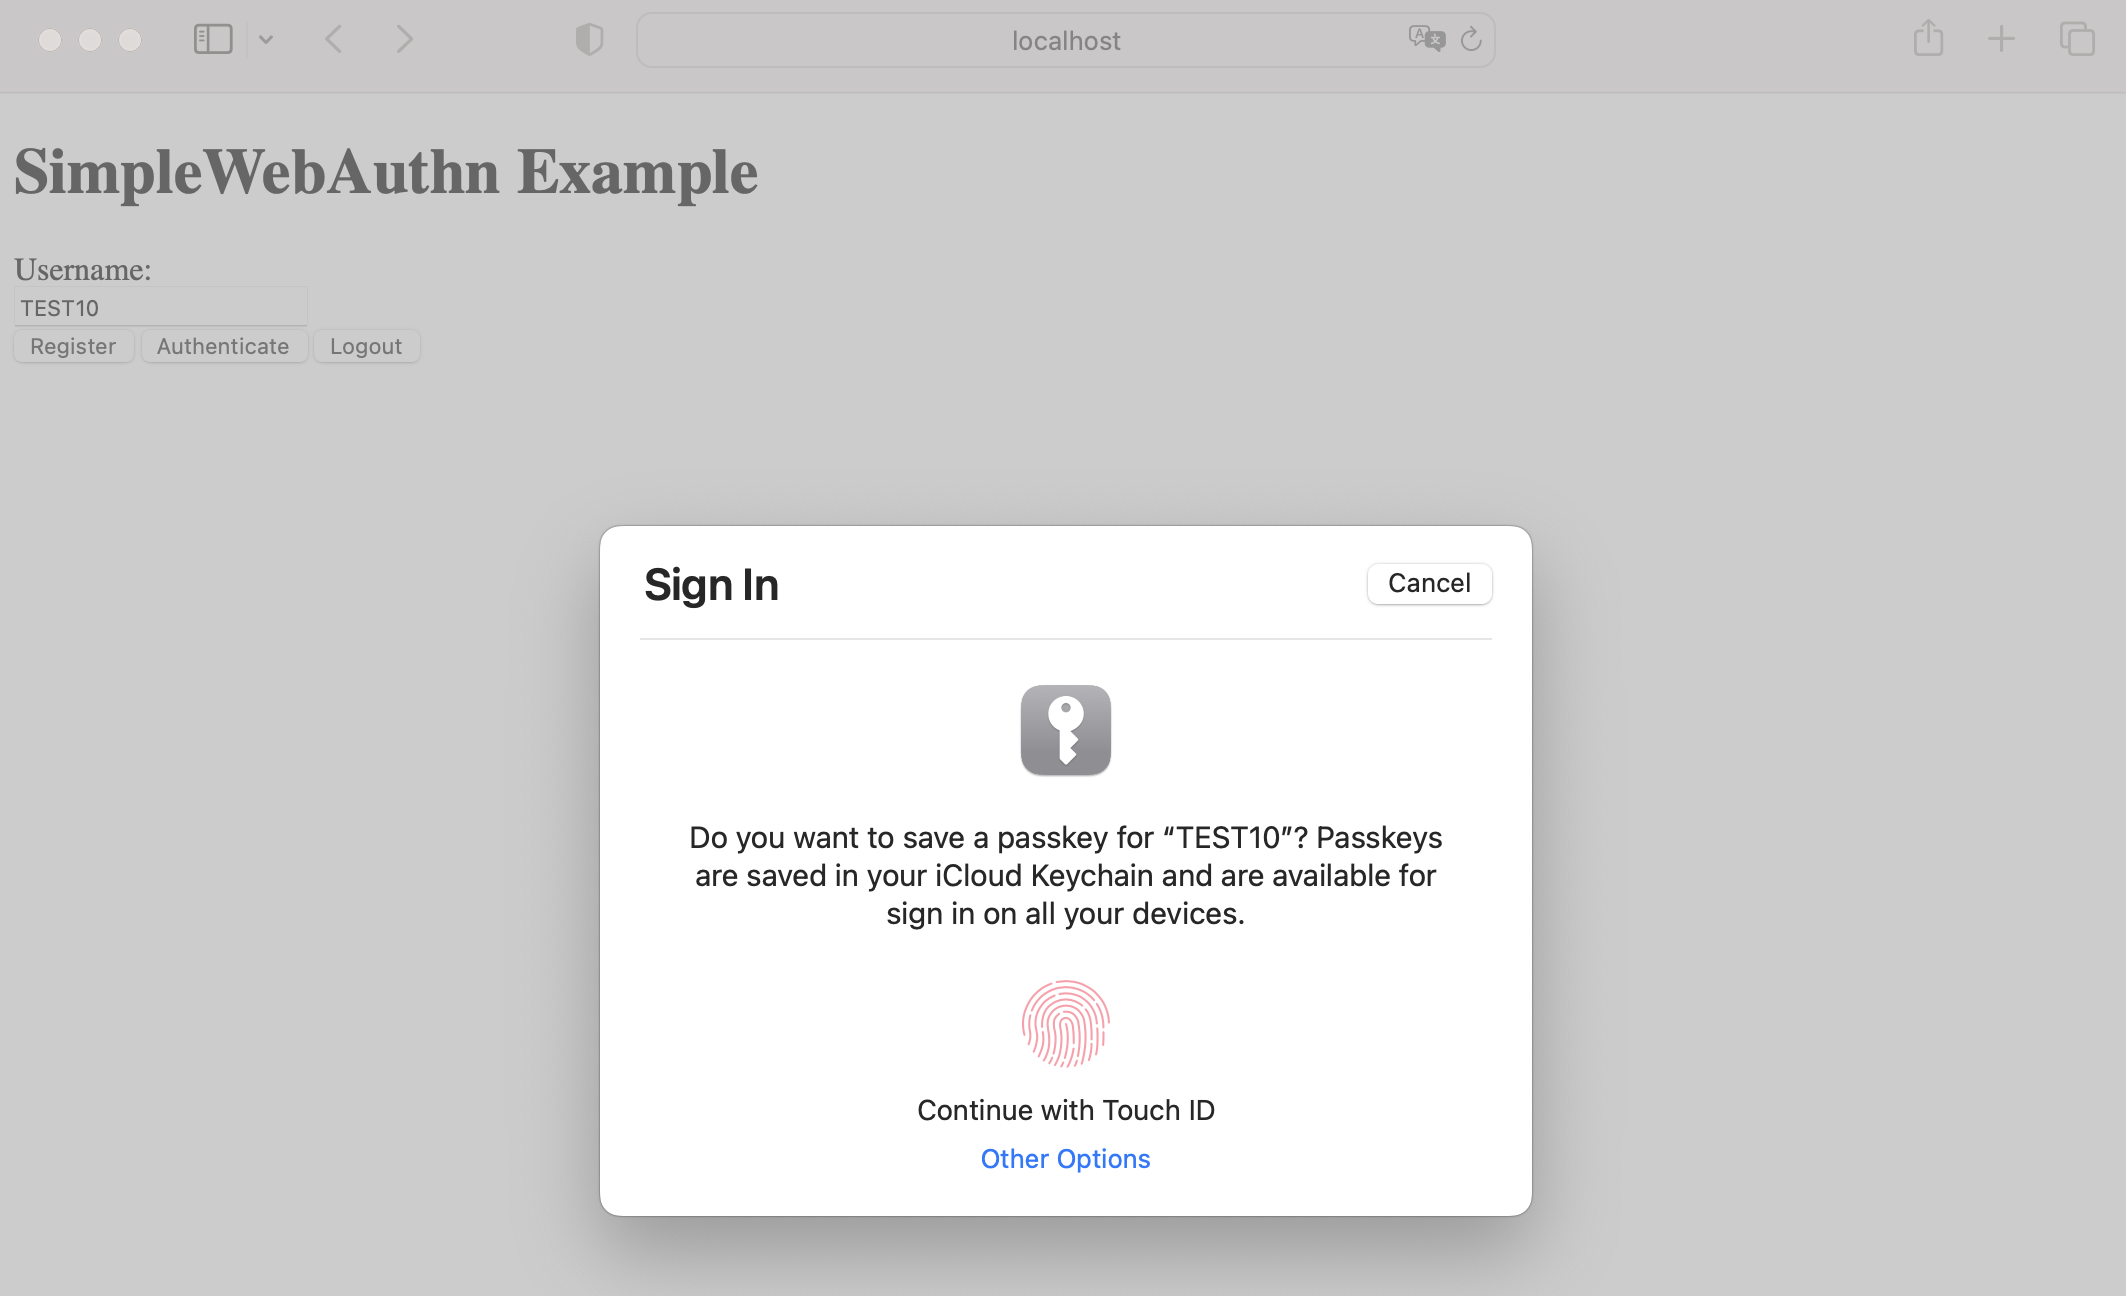 localhost
SimpleWebAuthn Example
Username:
TEST10
Register Authenticate Logout
Sign In
Cancel
Do you want to save a passkey for “TEST10”? Passkeys
are saved in your iCloud Keychain and are available for
sign in on all your devices.
Continue with Touch ID
Other Options